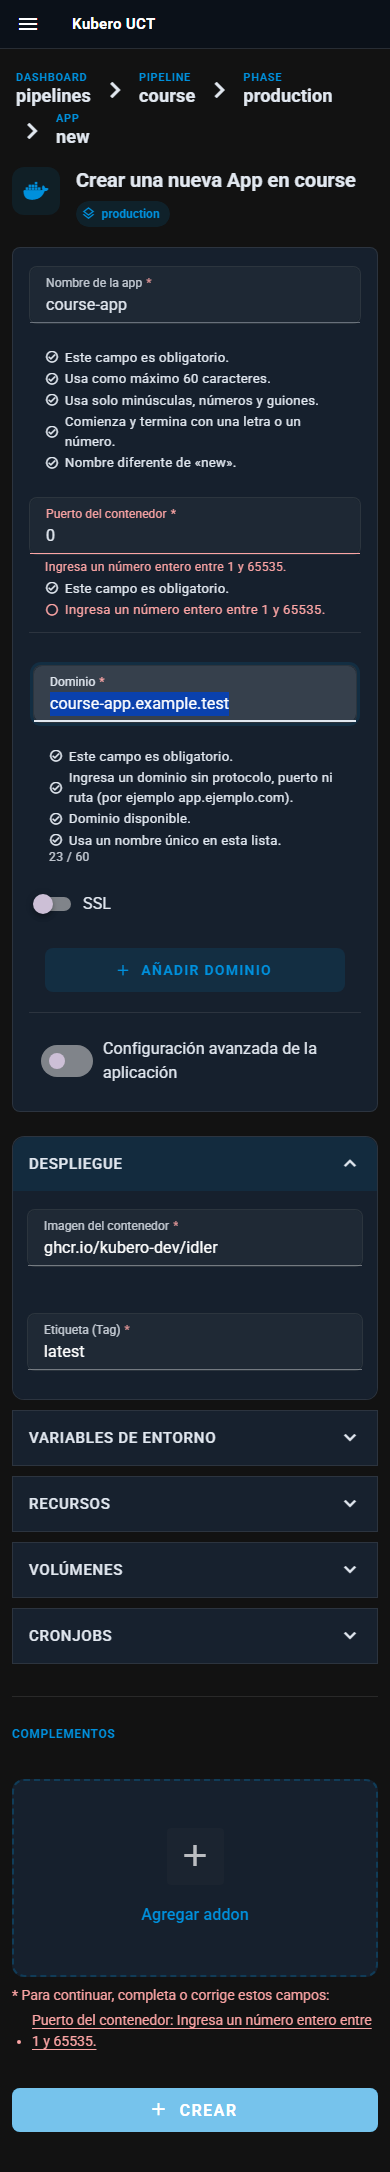 Kubero UCT
DASHBOARD
pipelines
PIPELINE
course
PHASE
production
APP
new
Crear una nueva App en course
production
Nombre de la app *
course-app
Este campo es obligatorio.
Usa como máximo 60 caracteres.
Usa solo minúsculas, números y guiones.
Comienza y termina con una letra o un
número.
Nombre diferente de «new».
Puerto del contenedor *
0
Ingresa un número entero entre 1 y 65535.
Este campo es obligatorio.
Ingresa un número entero entre 1 y 65535.
Dominio *
course-app.example.test
Este campo es obligatorio.
Ingresa un dominio sin protocolo, puerto ni
ruta (por ejemplo app.ejemplo.com).
Dominio disponible.
Usa un nombre único en esta lista.
23 / 60
SSL
AÑADIR DOMINIO
Configuración avanzada de la
aplicación
DESPLIEGUE
Imagen del contenedor *
ghcr.io/kubero-dev/idler
Etiqueta (Tag) *
latest
VARIABLES DE ENTORNO
RECURSOS
VOLÚMENES
CRONJOBS
COMPLEMENTOS
Agregar addon
* Para continuar, completa o corrige estos campos:
Puerto del contenedor: Ingresa un número entero entre
1 y 65535.
CREAR